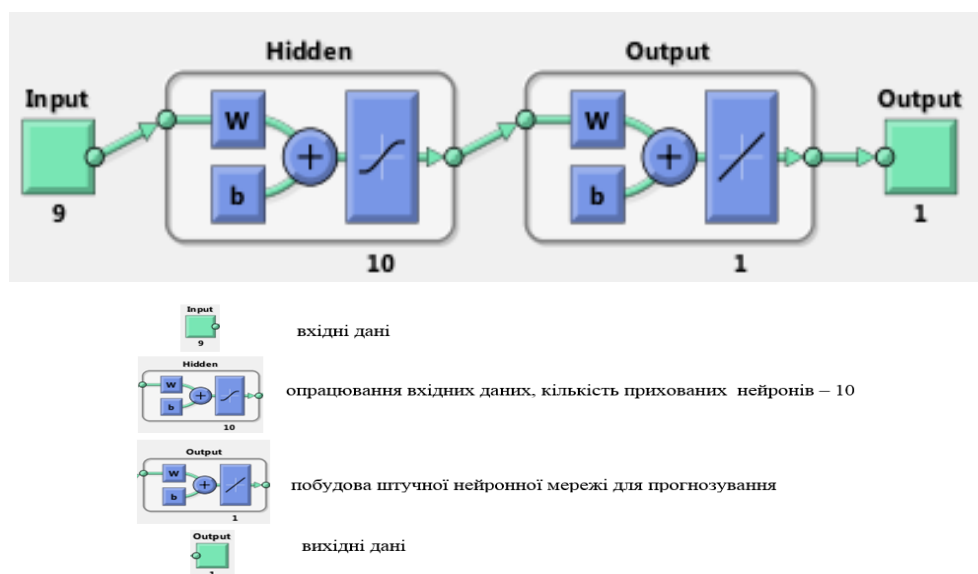 Hidden Output
Input Output
W W
b b
9 10 1 1
Input
9
вхідні дані
Hidden
W
b
10
опрацювання вхідних даних, кількість прихованих нейронів – 10
Output
W
b
1
побудова штучної нейронної мережі для прогнозування
Output
вихідні дані